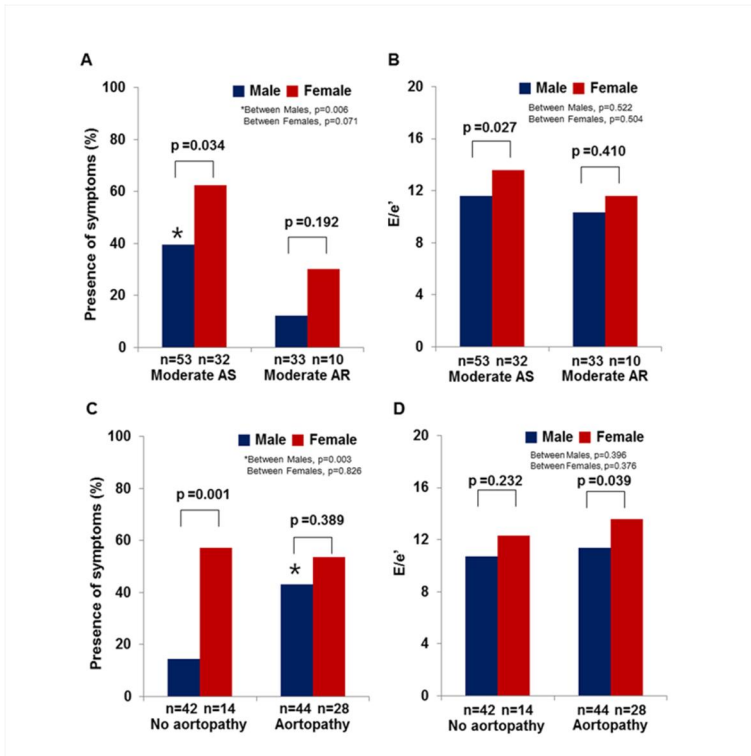 A
Presence of symptoms (%)
100
80
60
40
20
0
Male Female
*Between Males, p=0.006
Between Females, p=0.071
p =0.034
*
p =0.192
n=53 n=32
Moderate AS
n=33 n=10
Moderate AR
B
E/e'
20
16
12
8
4
0
Male Female
Between Males, p=0.522
Between Females, p=0.504
p =0.027
p =0.410
n=53 n=32
Moderate AS
n=33 n=10
Moderate AR
C
Presence of symptoms (%)
100
80
60
40
20
0
Male Female
*Between Males, p=0.003
Between Females, p=0.826
p =0.001
p =0.389
*
n=42 n=14
No aortopathy
n=44 n=28
Aortopathy
D
E/e'
20
16
12
8
4
0
Male Female
Between Males, p=0.396
Between Females, p=0.376
p =0.232
p =0.039
n=42 n=14
No aortopathy
n=44 n=28
Aortopathy